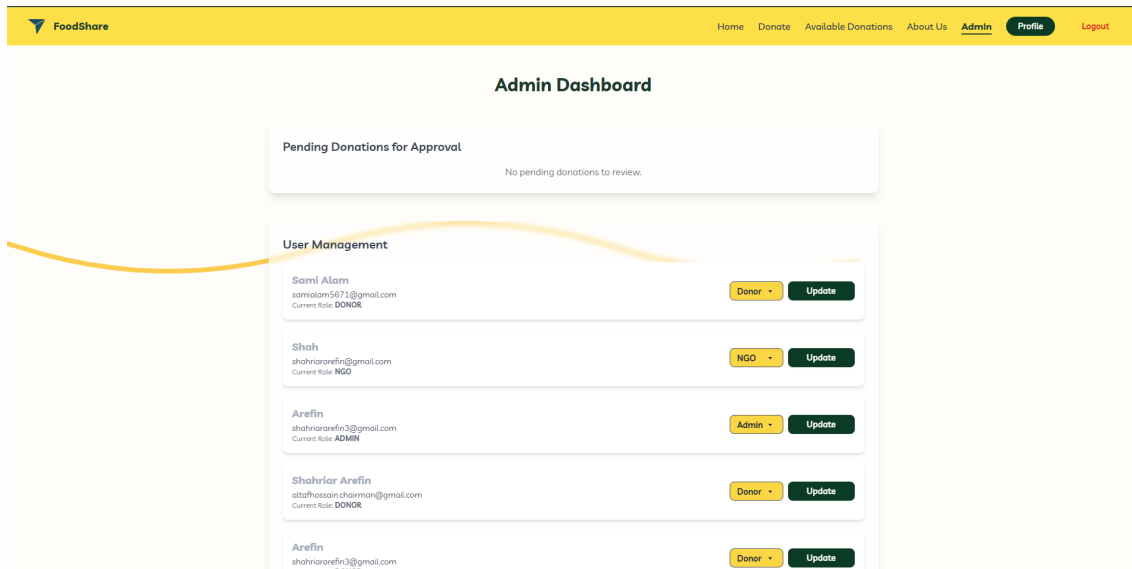 FoodShare
Home Donate Available Donations About Us Admin Profile Logout
Admin Dashboard
Pending Donations for Approval
No pending donations to review.
User Management
Sami Alam
samialam5671@gmail.com
Current Role: DONOR
Donor
Update
Shah
shahriararefin@gmail.com
Current Role: NGO
NGO
Update
Arefin
shahriararefin3@gmail.com
Current Role: ADMIN
Admin
Update
Shahriar Arefin
altafhossain.chairman@gmail.com
Current Role: DONOR
Donor
Update
Arefin
shahriararefin3@gmail.com
Donor
Update